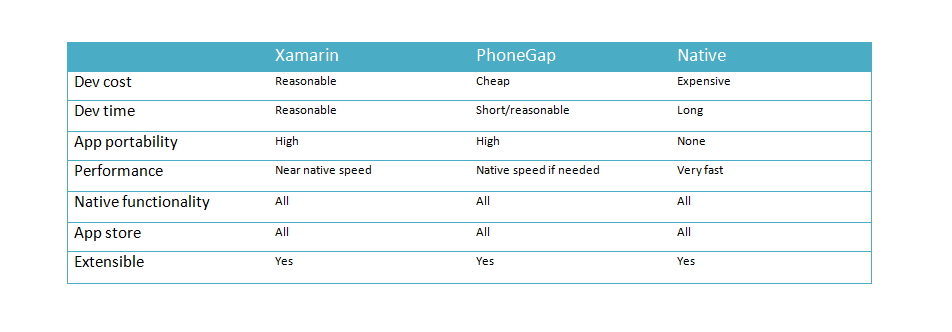 Xamarin PhoneGap Native
Dev cost Reasonable Cheap Expensive
Dev time Reasonable Short/reasonable Long
App portability High High None
Performance Near native speed Native speed if needed Very fast
Native functionality All All All
App store All All All
Extensible Yes Yes Yes